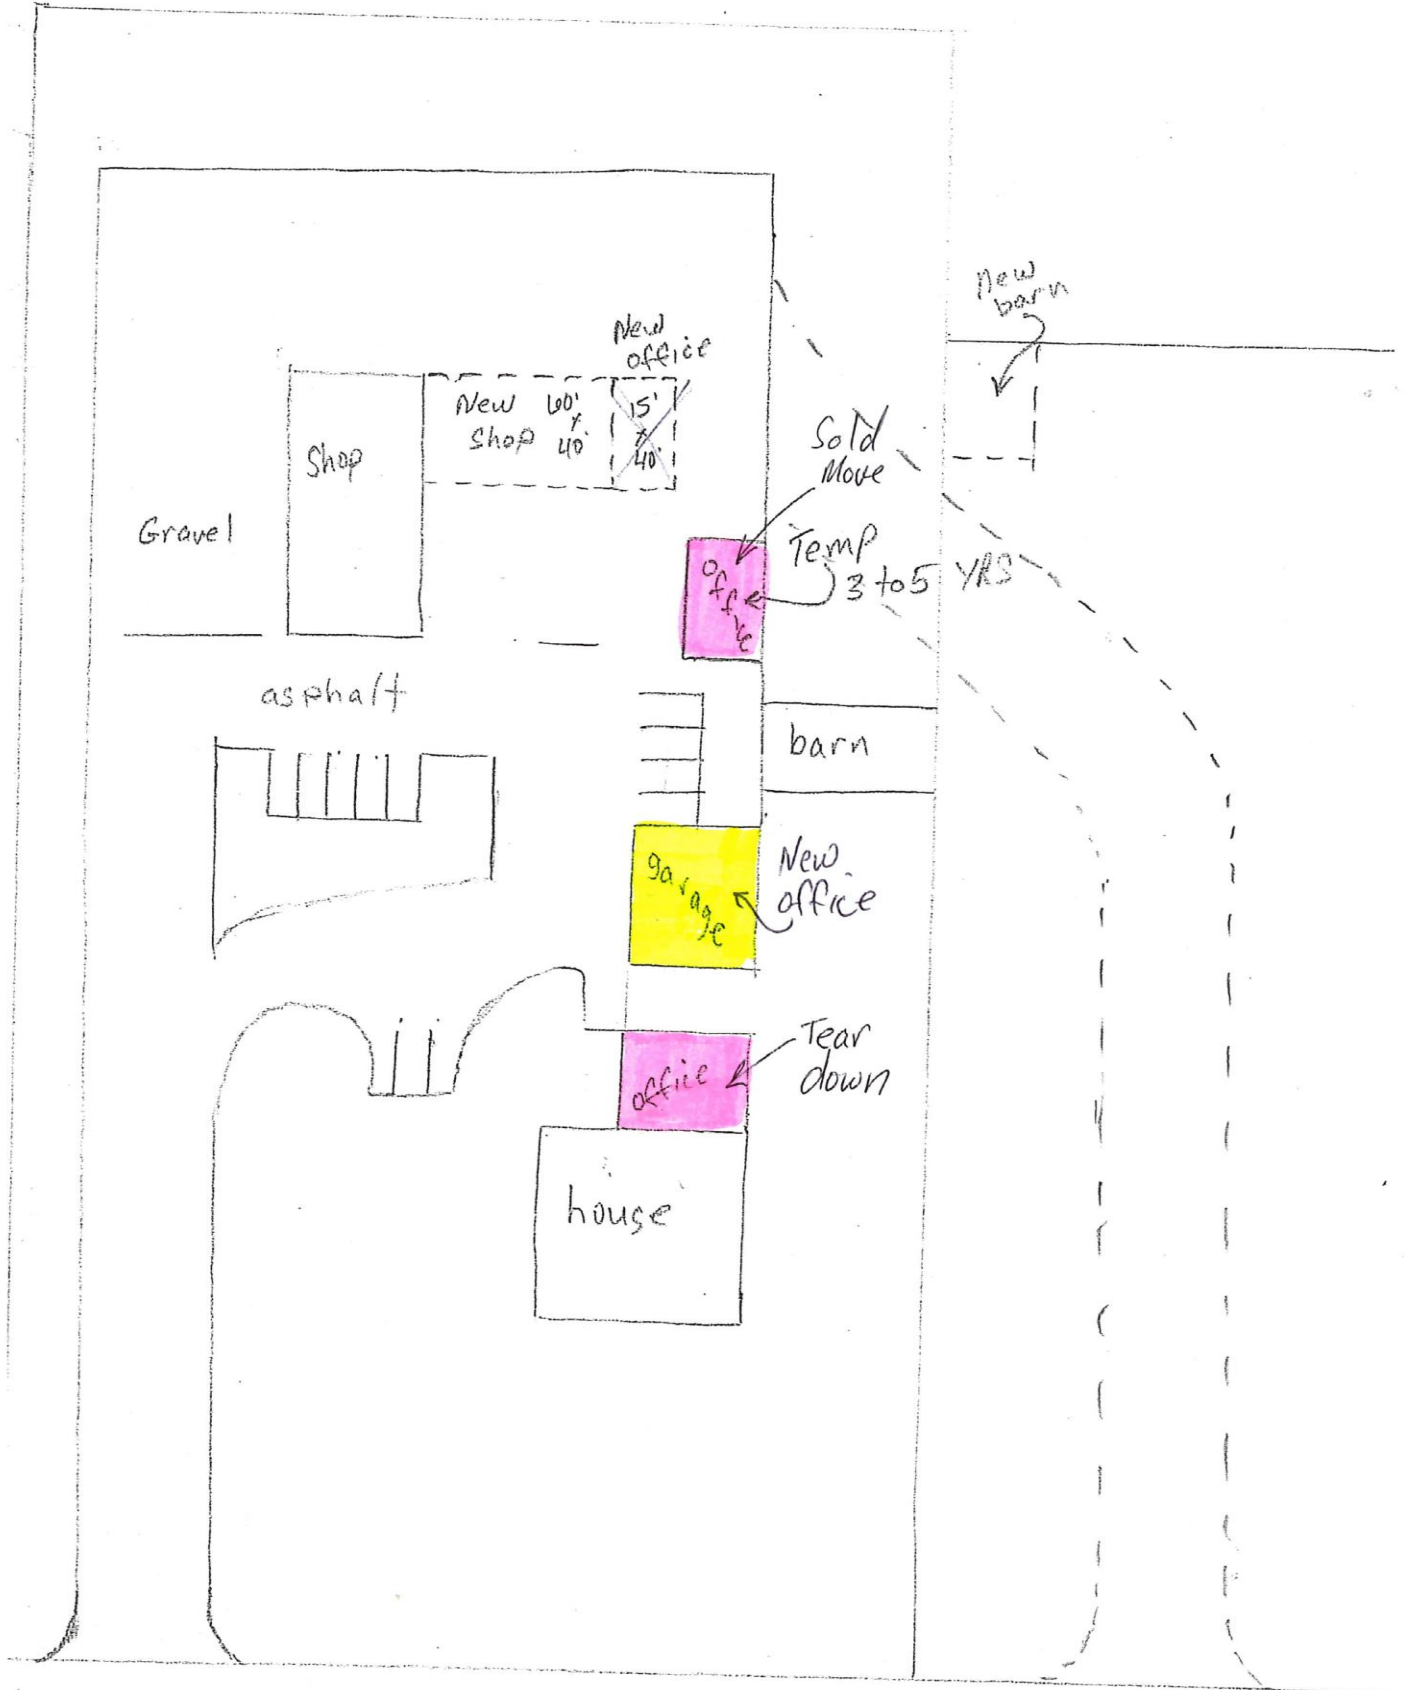 new
barn
New
office
New 60'
x
Shop 40'
15'
x
40'
Shop
Sold
Move
Gravel
Temp
3 to 5 YRS
office
asphalt
barn
garage
New
office
Tear
down
office
house